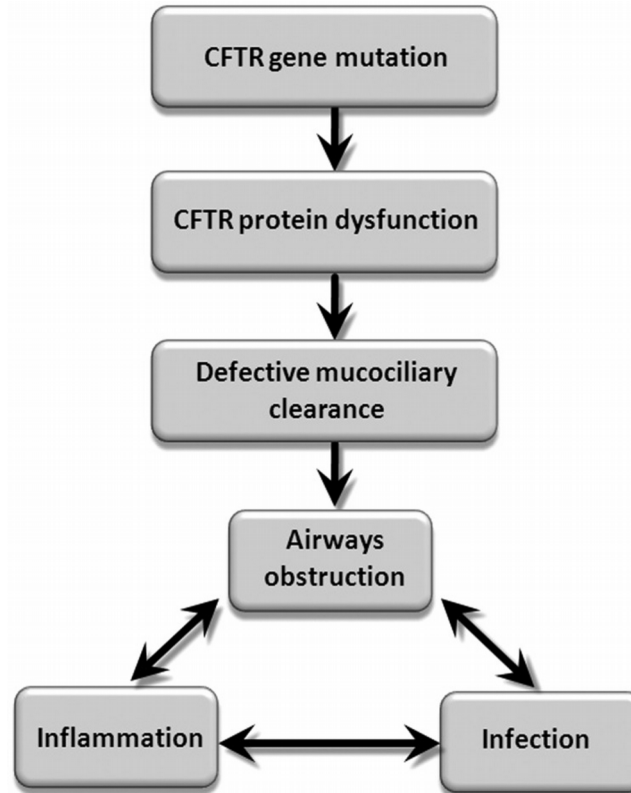 CFTR gene mutation
CFTR protein dysfunction
Defective mucociliary
clearance
Airways
obstruction
Inflammation
Infection